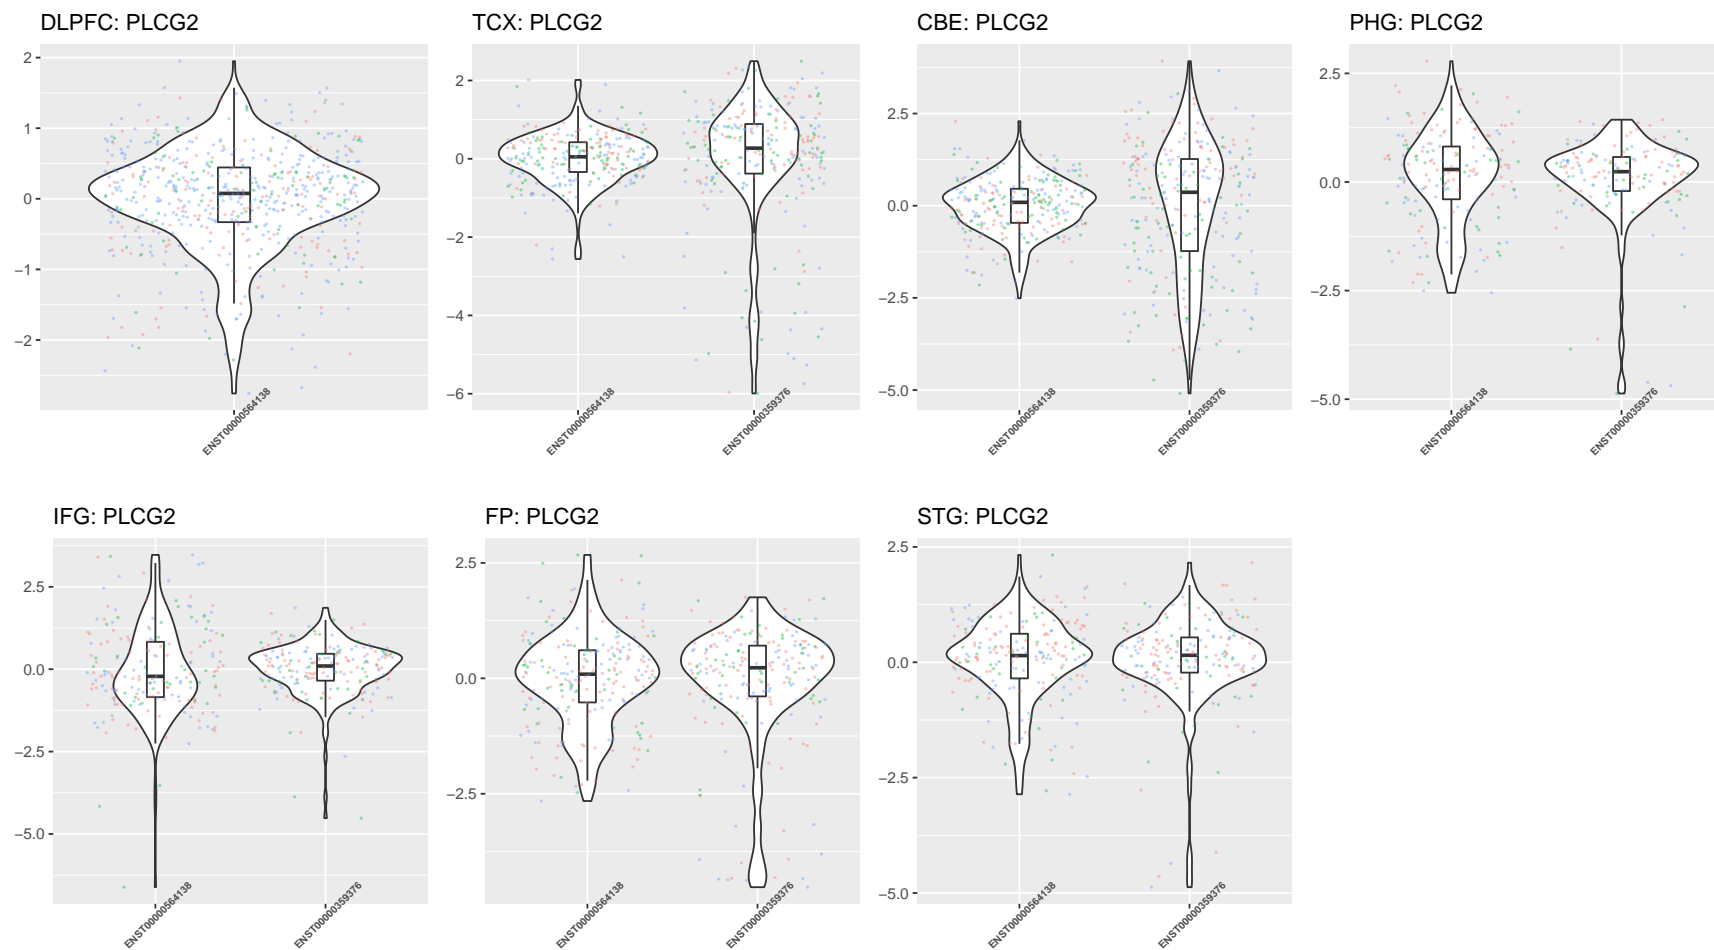 DLPFC: PLCG2
TCX: PLCG2
CBE: PLCG2
PHG: PLCG2
2
1
0
−1
−2
ENST00000564138
2
0
−2
−4
−6
ENST00000564138
ENST00000359376
2.5
0.0
−2.5
−5.0
ENST00000564138
ENST00000359376
2.5
0.0
−2.5
−5.0
ENST00000564138
ENST00000359376
IFG: PLCG2
FP: PLCG2
STG: PLCG2
2.5
0.0
−2.5
−5.0
ENST00000564138
ENST00000359376
2.5
0.0
−2.5
ENST00000564138
ENST00000359376
2.5
0.0
−2.5
−5.0
ENST00000564138
ENST00000359376